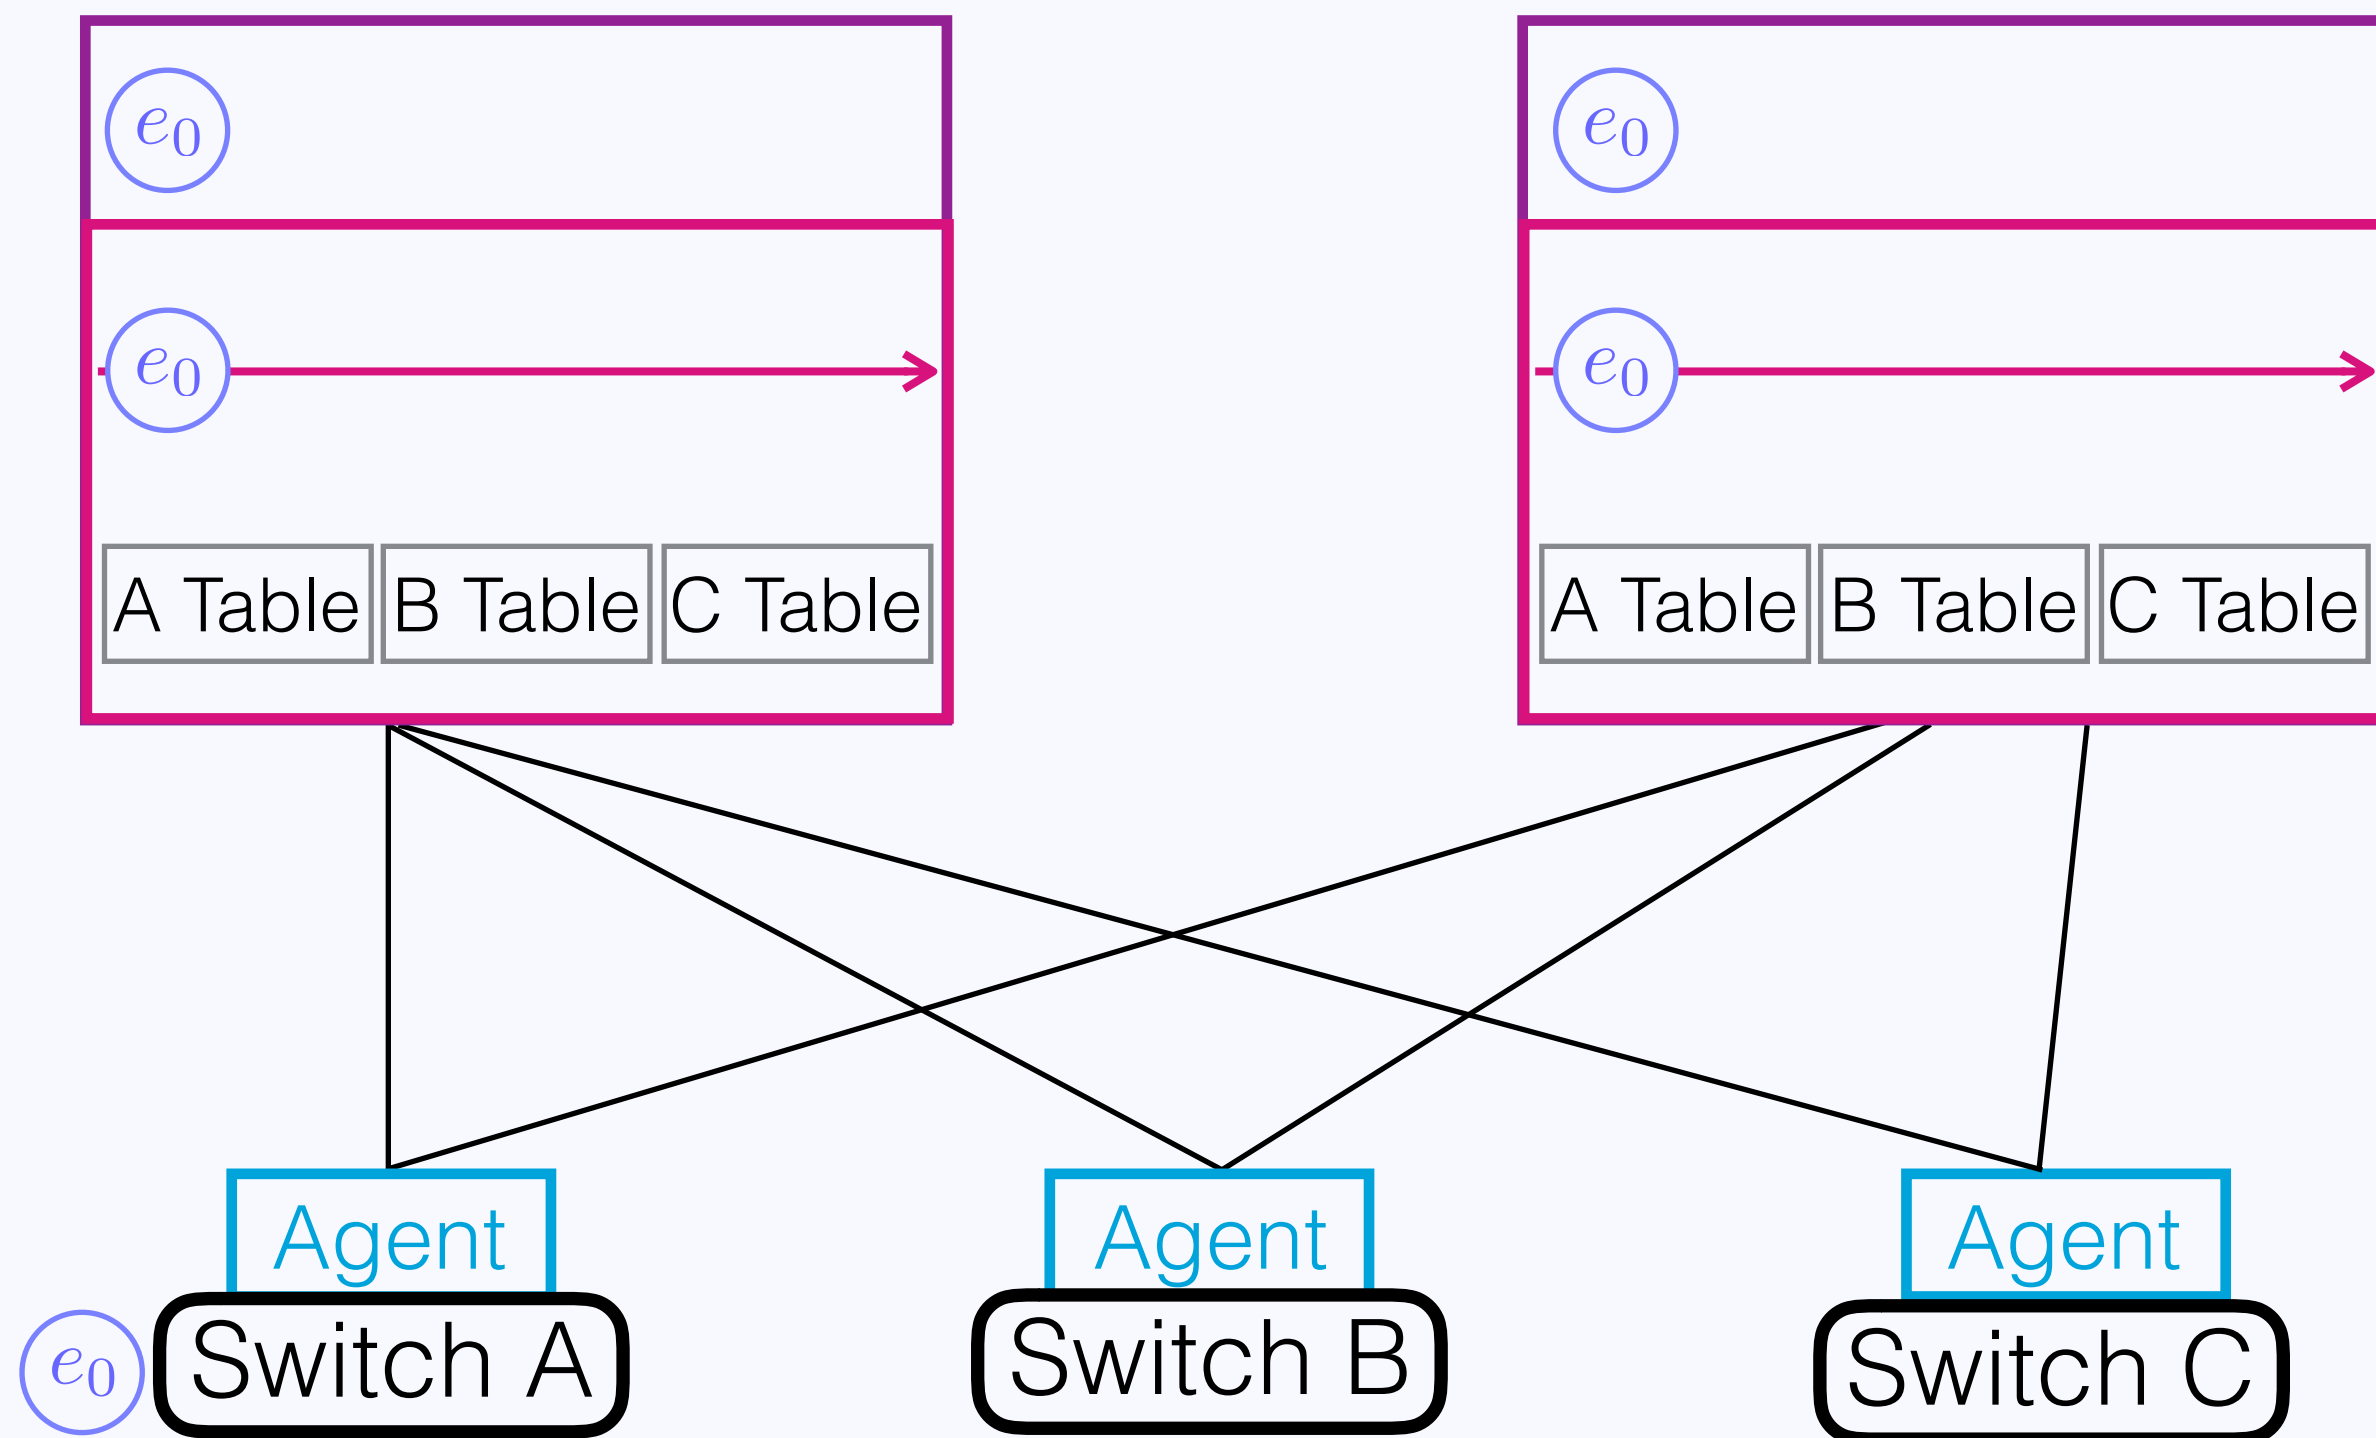 e₀ e₀
e₀ e₀
A Table B Table C Table A Table B Table C Table
Agent Agent Agent
e₀ Switch A Switch B Switch C